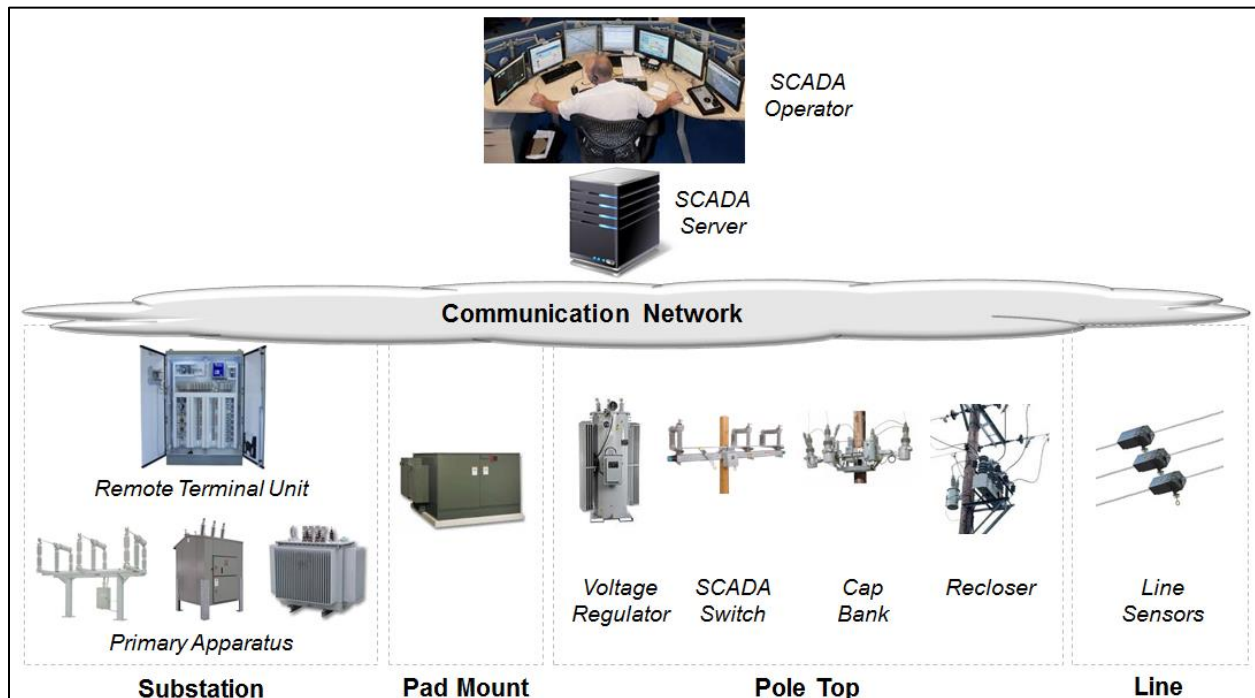 SCADA
Operator
SCADA
Server
Communication Network
Remote Terminal Unit
Primary Apparatus
Voltage
Regulator
SCADA
Switch
Cap
Bank
Recloser
Line
Sensors
Substation
Pad Mount
Pole Top
Line